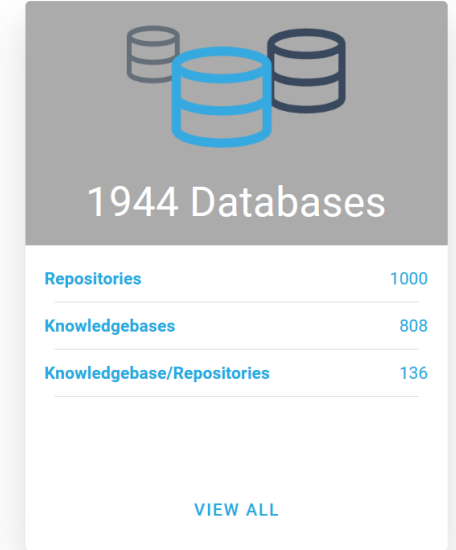 1944 Databases
Repositories 1000
Knowledgebases 808
Knowledgebase/Repositories 136
VIEW ALL